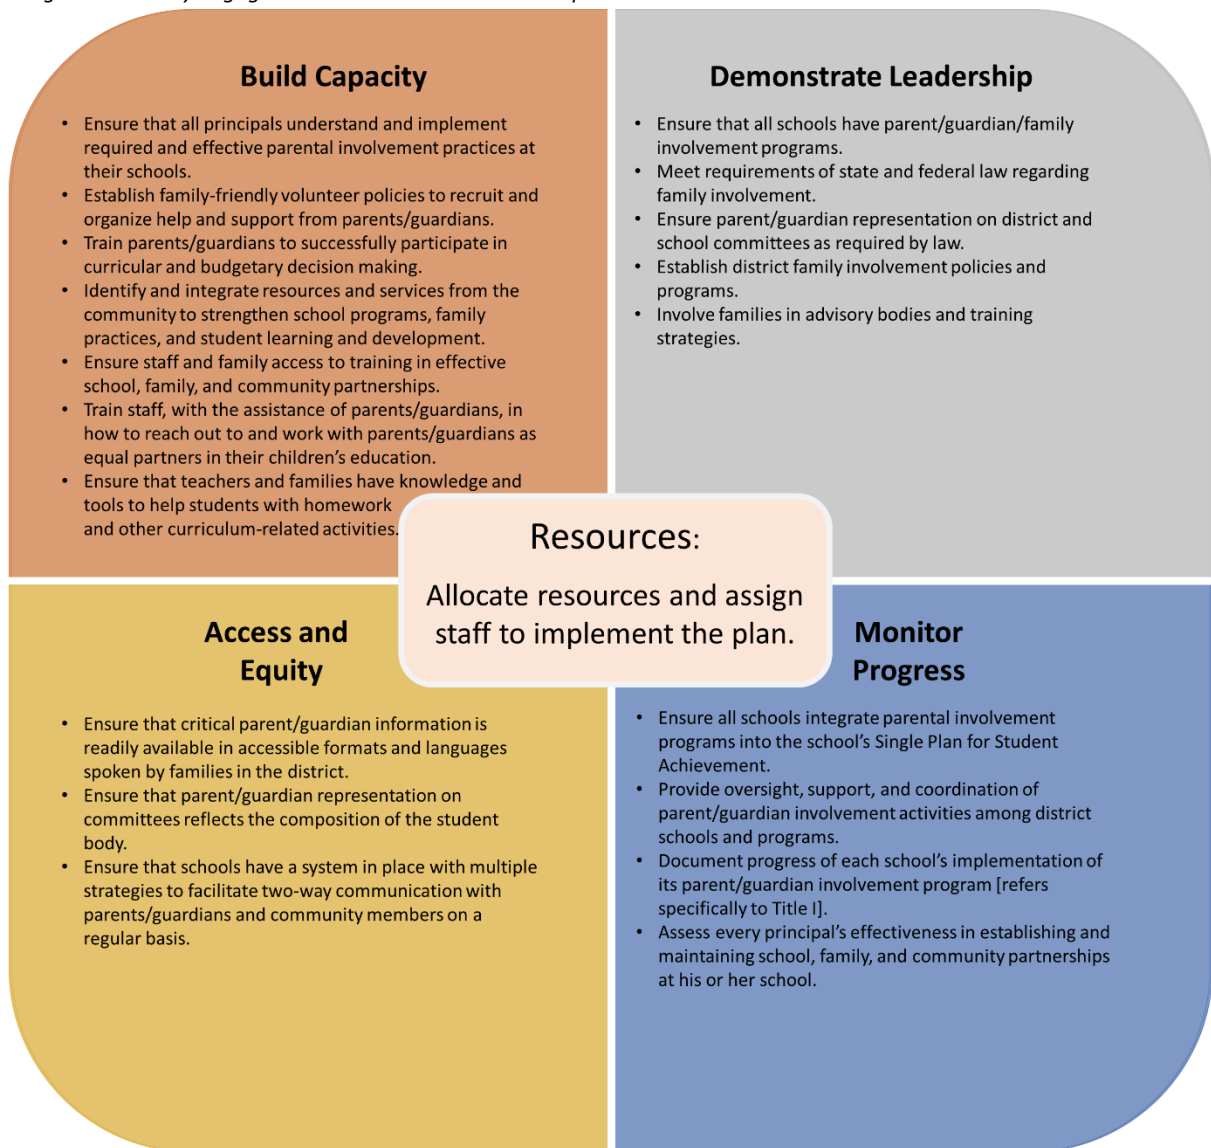 Build Capacity
• Ensure that all principals understand and implement
required and effective parental involvement practices at
their schools.
• Establish family-friendly volunteer policies to recruit and
organize help and support from parents/guardians.
• Train parents/guardians to successfully participate in
curricular and budgetary decision making.
• Identify and integrate resources and services from the
community to strengthen school programs, family
practices, and student learning and development.
• Ensure staff and family access to training in effective
school, family, and community partnerships.
• Train staff, with the assistance of parents/guardians, in
how to reach out to and work with parents/guardians as
equal partners in their children’s education.
• Ensure that teachers and families have knowledge and
tools to help students with homework
and other curriculum-related activities.
Demonstrate Leadership
• Ensure that all schools have parent/guardian/family
involvement programs.
• Meet requirements of state and federal law regarding
family involvement.
• Ensure parent/guardian representation on district and
school committees as required by law.
• Establish district family involvement policies and
programs.
• Involve families in advisory bodies and training
strategies.
Resources:
Allocate resources and assign
staff to implement the plan.
Access and
Equity
• Ensure that critical parent/guardian information is
readily available in accessible formats and languages
spoken by families in the district.
• Ensure that parent/guardian representation on
committees reflects the composition of the student
body.
• Ensure that schools have a system in place with multiple
strategies to facilitate two-way communication with
parents/guardians and community members on a
regular basis.
Monitor
Progress
• Ensure all schools integrate parental involvement
programs into the school’s Single Plan for Student
Achievement.
• Provide oversight, support, and coordination of
parent/guardian involvement activities among district
schools and programs.
• Document progress of each school’s implementation of
its parent/guardian involvement program [refers
specifically to Title I].
• Assess every principal’s effectiveness in establishing and
maintaining school, family, and community partnerships
at his or her school.